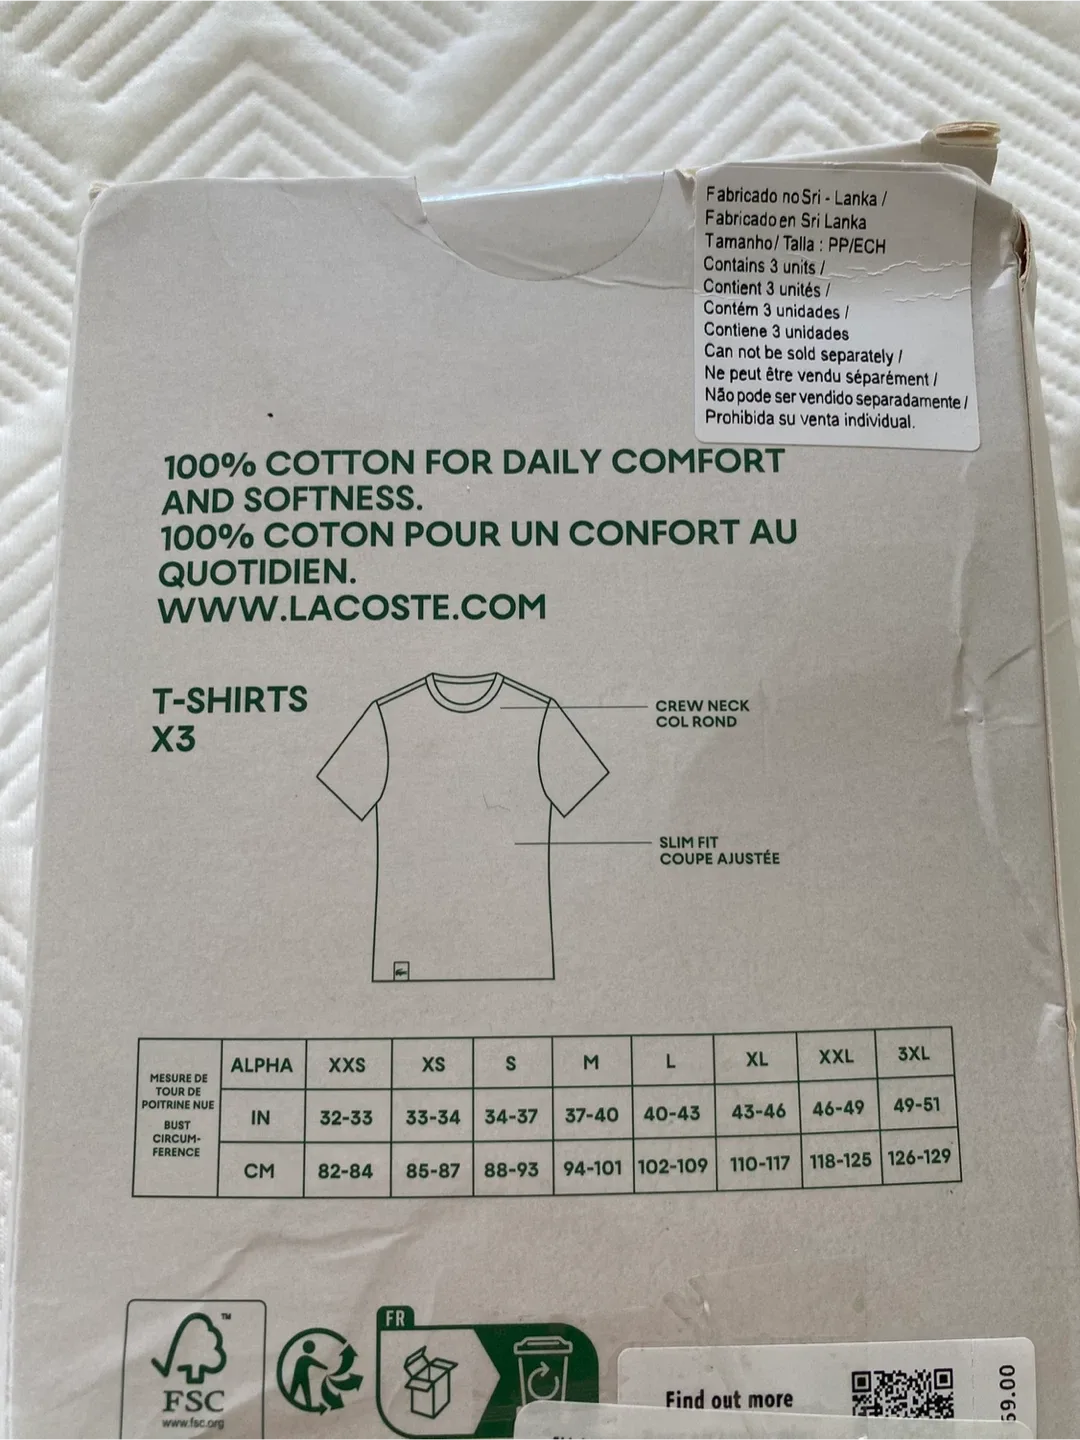 Fabricado no Sri - Lanka /
Fabricado en Sri Lanka
Tamanho/ Talla : PP/ECH
Contains 3 units /
Contient 3 unités /
Contém 3 unidades /
Contiene 3 unidades
Can not be sold separately /
Ne peut être vendu séparément /
Não pode ser vendido separadamente /
Prohibida su venta individual.
100% COTTON FOR DAILY COMFORT
AND SOFTNESS.
100% COTON POUR UN CONFORT AU
QUOTIDIEN.
WWW.LACOSTE.COM
T-SHIRTS
X3
CREW NECK
COL ROND
SLIM FIT
COUPE AJUSTÉE
MESURE DE
TOUR DE
POITRINE NUE
BUST
CIRCUM-
FERENCE
ALPHA XXS XS S M L XL XXL 3XL
IN 32-33 33-34 34-37 37-40 40-43 43-46 46-49 49-51
CM 82-84 85-87 88-93 94-101 102-109 110-117 118-125 126-129
FSC
TM
www.fsc.org
FR
Find out more
59.00